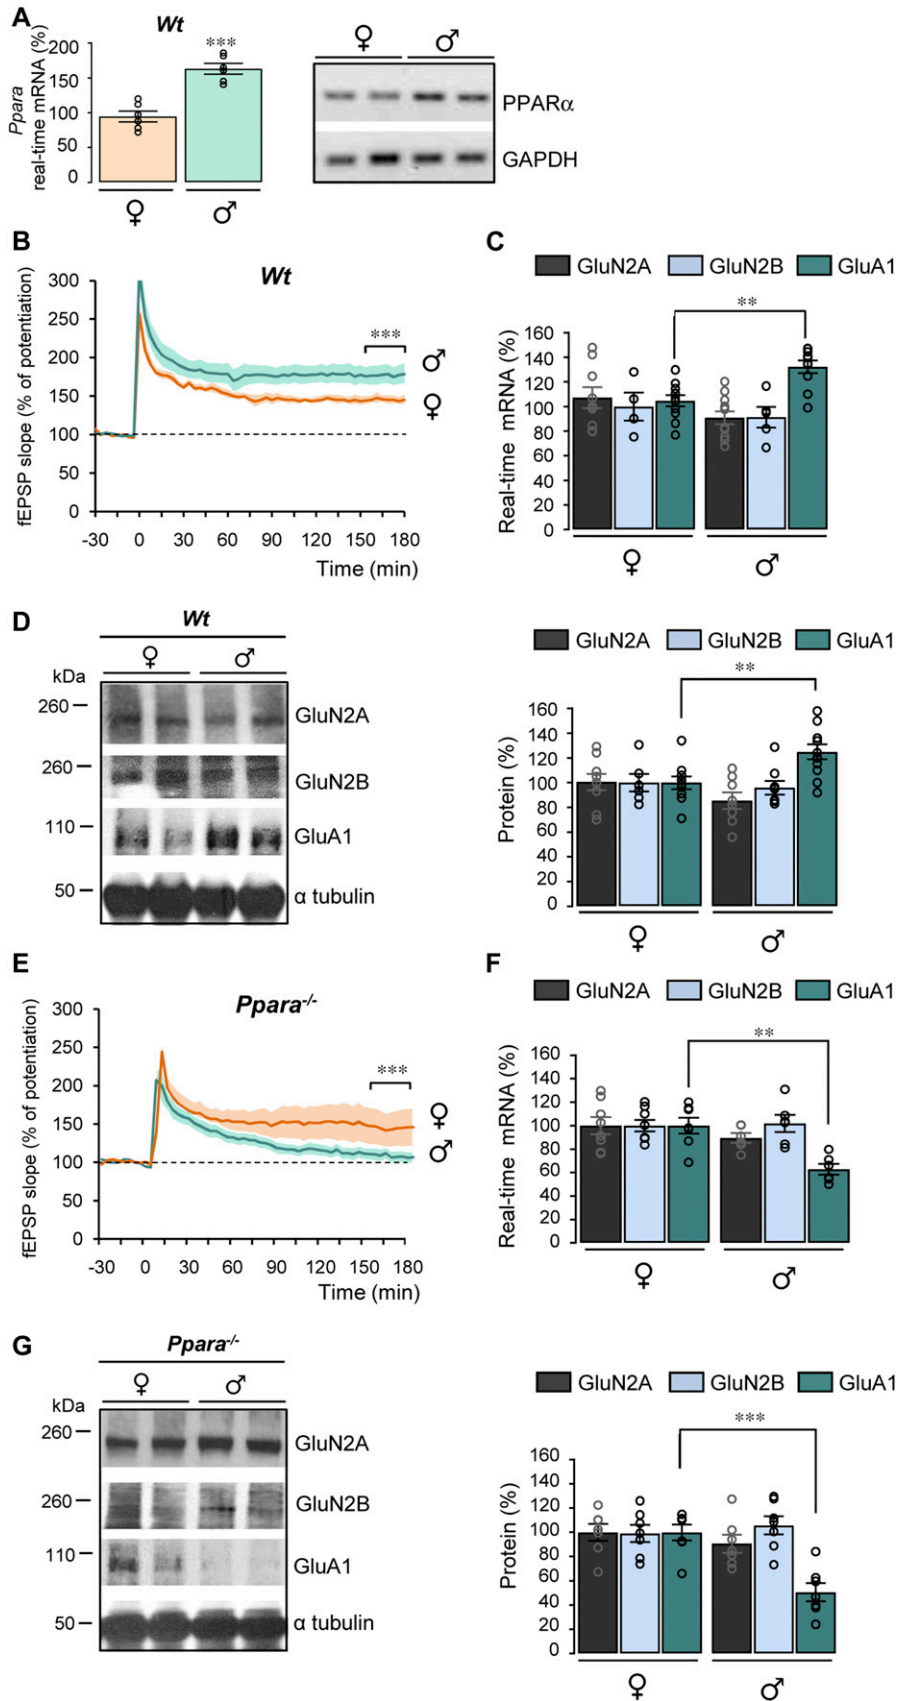 A
Wt
Ppara
real-time mRNA (%)
200
150
100
50
0
***
♀ ♂
♀ ♂
PPARα
GAPDH
B
Wt
fEPSP slope (% of potentiation)
300
250
200
150
100
50
0
***
♂
♀
-30 0 30 60 90 120 150 180
Time (min)
C
GluN2A GluN2B GluA1
**
Real-time mRNA (%)
160
140
120
100
80
60
40
20
0
♀ ♂
D
Wt
♀ ♂
kDa
260
GluN2A
260
GluN2B
110
GluA1
50
α tubulin
GluN2A GluN2B GluA1
**
Protein (%)
160
140
120
100
80
60
40
20
0
♀ ♂
E
Ppara-/-
fEPSP slope (% of potentiation)
300
250
200
150
100
50
0
***
♀
♂
-30 0 30 60 90 120 150 180
Time (min)
F
GluN2A GluN2B GluA1
**
Real-time mRNA (%)
160
140
120
100
80
60
40
20
0
♀ ♂
G
Ppara-/-
♀ ♂
kDa
260
GluN2A
260
GluN2B
110
GluA1
50
α tubulin
GluN2A GluN2B GluA1
***
Protein (%)
160
140
120
100
80
60
40
20
0
♀ ♂